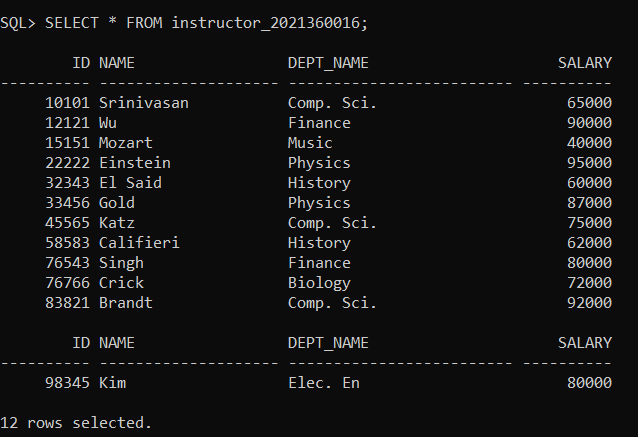 SQL> SELECT * FROM instructor_2021360016;
        ID NAME                 DEPT_NAME                     SALARY
---------- -------------------- ------------------------- ----------
     10101 Srinivasan           Comp. Sci.                     65000
     12121 Wu                   Finance                        90000
     15151 Mozart               Music                          40000
     22222 Einstein             Physics                        95000
     32343 El Said              History                        60000
     33456 Gold                 Physics                        87000
     45565 Katz                 Comp. Sci.                     75000
     58583 Califieri            History                        62000
     76543 Singh                Finance                        80000
     76766 Crick                Biology                        72000
     83821 Brandt               Comp. Sci.                     92000
        ID NAME                 DEPT_NAME                     SALARY
---------- -------------------- ------------------------- ----------
     98345 Kim                  Elec. En                       80000
12 rows selected.